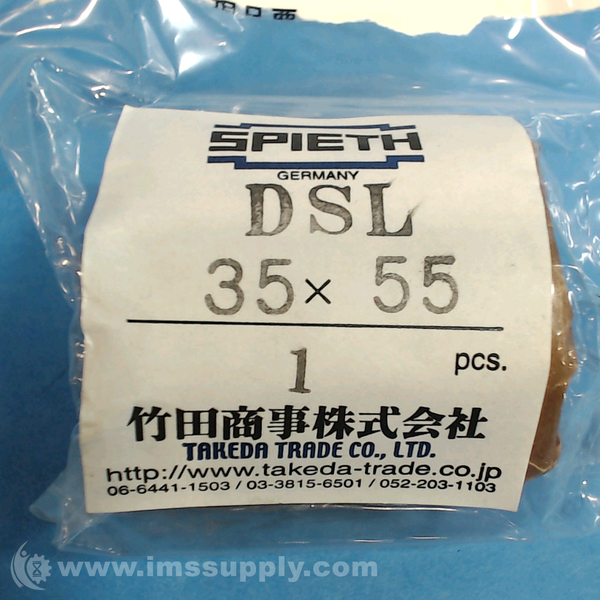 SPIETH
GERMANY
DSL
35 × 55
1 pcs.
竹田商事株式会社
TAKEDA TRADE CO., LTD.
http://www.takeda-trade.co.jp
06-6441-1503 / 03-3815-6501 / 052-203-1103
www.imssupply.com